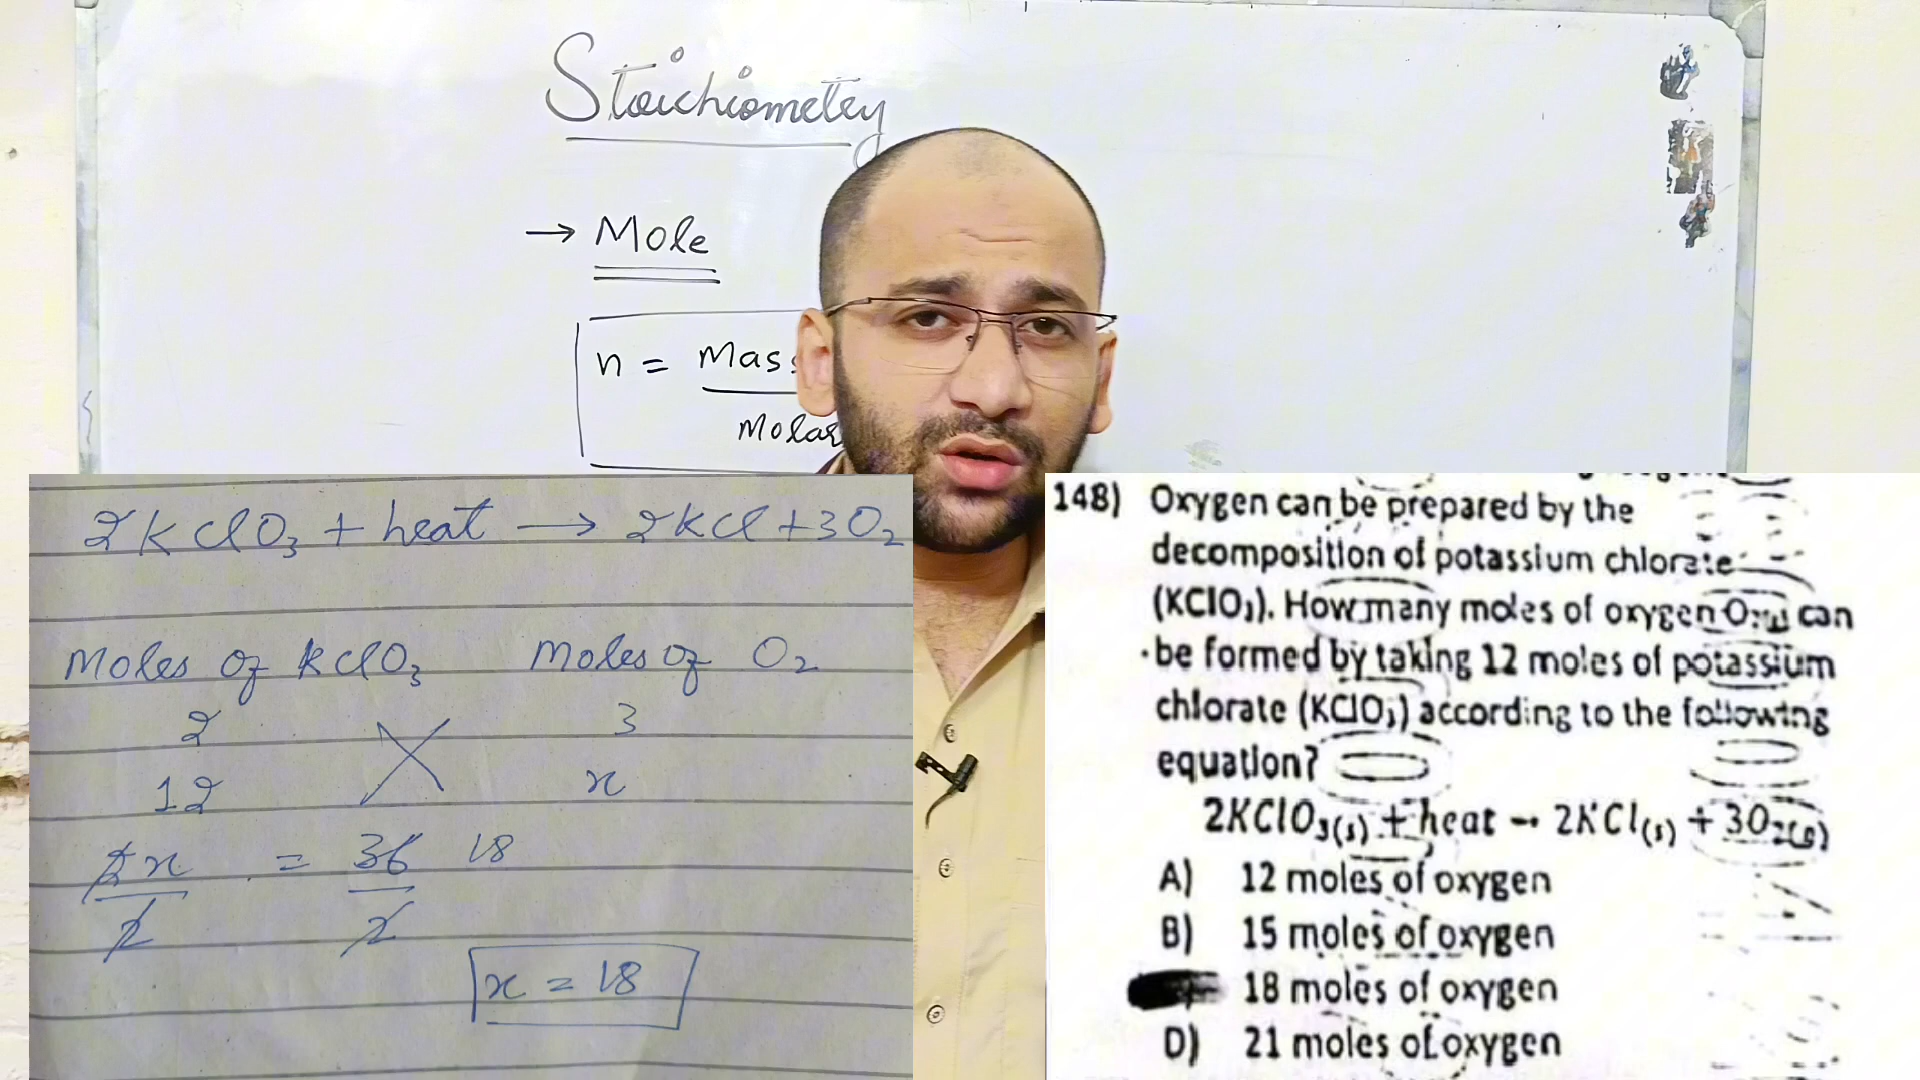 Stoichiometry
→ Mole
n = Mass
Molar
2KClO₃ + heat → 2KCl + 3O₂
Moles of KClO₃ Moles of O₂
2 3
12 x
2x = 36 18
2 2
x = 18
148) Oxygen can be prepared by the
decomposition of potassium chlorate
(KClO₃). How many moles of oxygen O₂₍g₎ can
be formed by taking 12 moles of potassium
chlorate (KClO₃) according to the following
equation?
2KClO₃₍s₎ + heat → 2KCl₍s₎ + 3O₂₍g₎
A) 12 moles of oxygen
B) 15 moles of oxygen
18 moles of oxygen
D) 21 moles of oxygen